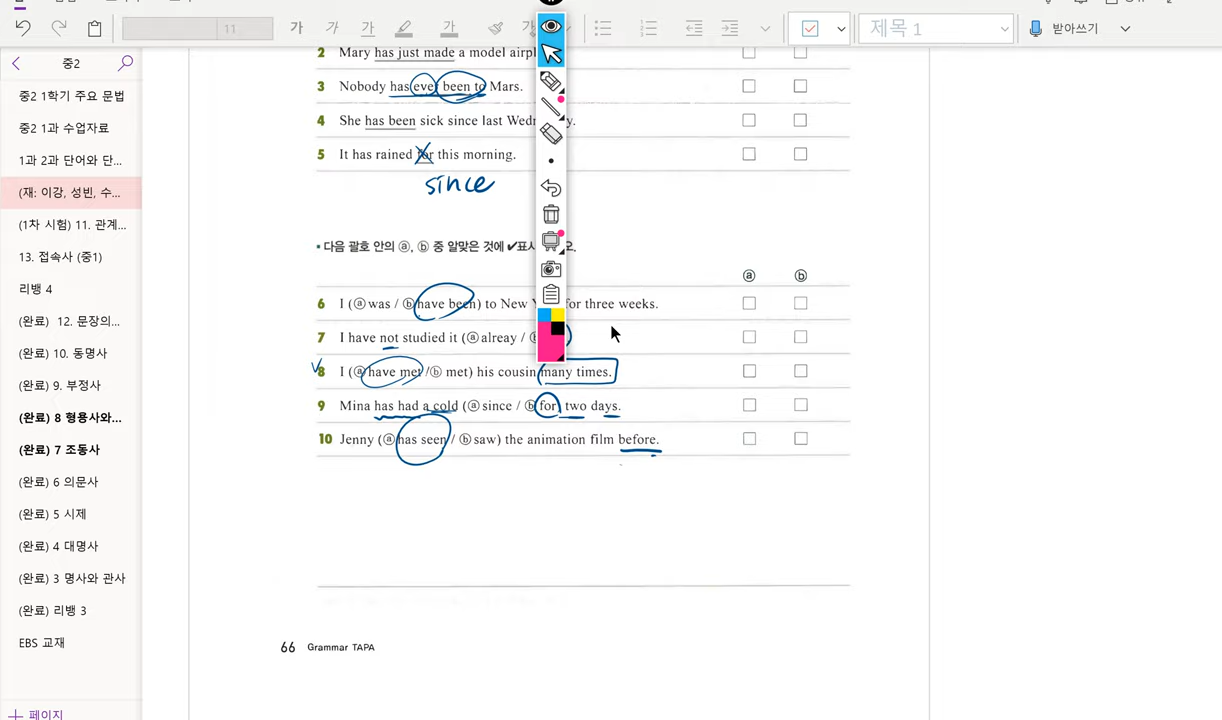 가 가 가
11
제목 1
받아쓰기
중2
중2 1학기 주요 문법
중2 1과 수업자료
1과 2과 단어와 단...
(재: 이강, 성빈, 수...
(1차 시험) 11. 관계...
13. 접속사 (중1)
리뱅 4
(완료) 12. 문장의...
(완료) 10. 동명사
(완료) 9. 부정사
(완료) 8 형용사와...
(완료) 7 조동사
(완료) 6 의문사
(완료) 5 시제
(완료) 4 대명사
(완료) 3 명사와 관사
(완료) 리뱅 3
EBS 교재
페이지
2 Mary has just made a model airpl
3 Nobody has ever been to Mars.
4 She has been sick since last Wed y.
5 It has rained for this morning.
since
▪ 다음 괄호 안의 ⓐ, ⓑ 중 알맞은 것에 ✔표시 오.
ⓐ ⓑ
6 I (ⓐ was / ⓑ have been) to New Y for three weeks.
7 I have not studied it (ⓐ alreay / ⓑ )
8 I (ⓐ have met / ⓑ met) his cousin many times.
9 Mina has had a cold (ⓐ since / ⓑ for) two days.
10 Jenny (ⓐ has seen / ⓑ saw) the animation film before.
66 Grammar TAPA